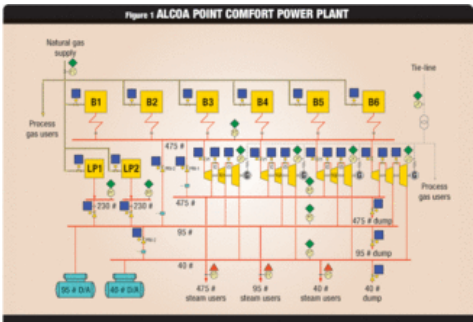 Figure 1 ALCOA POINT COMFORT POWER PLANT
Natural gas
supply
Tie-line
B1 B2 B3 B4 B5 B6
Process
gas users
475 #
LP1 LP2
Process
gas users
230 # 230 #
475 #
475 # dump
95 #
95 # dump
40 #
95 # D/A 40 # D/A
475 #
steam users
95 #
steam users
40 #
steam users
40 #
dump